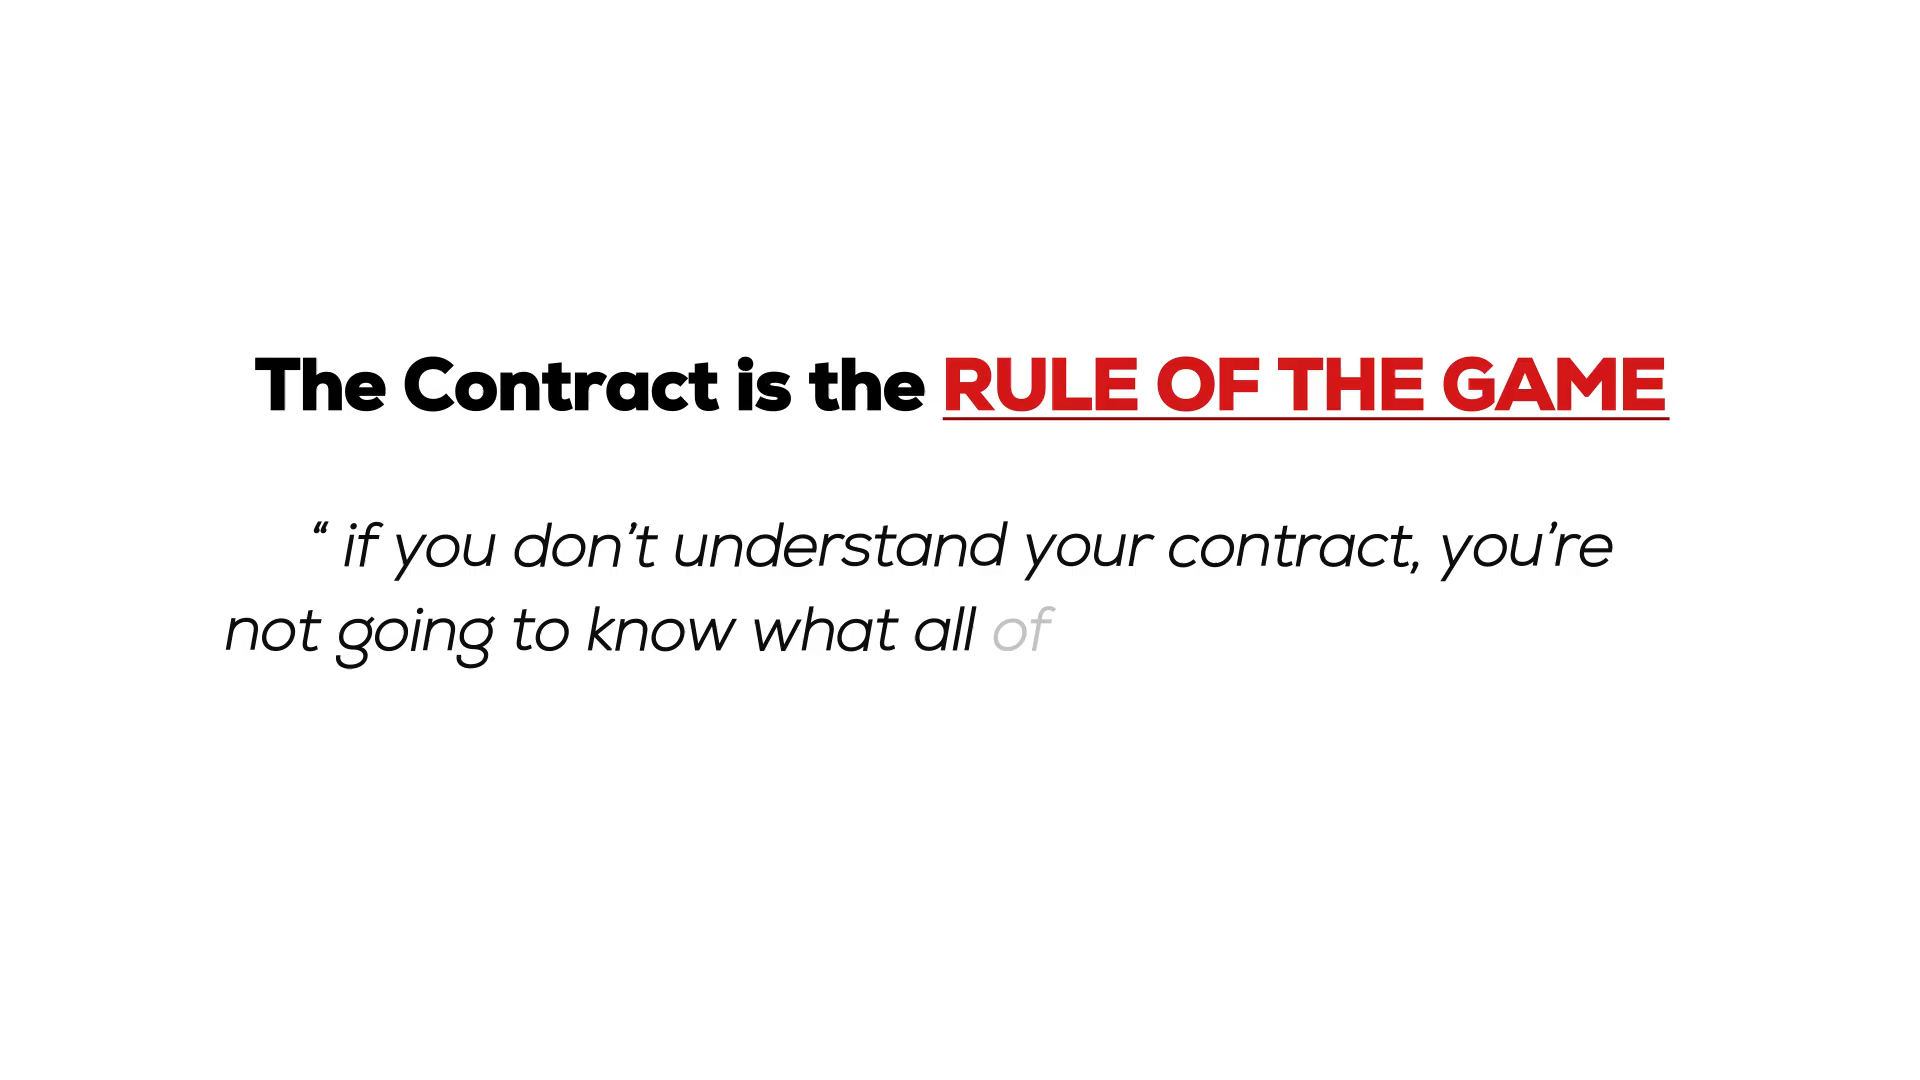 The Contract is the RULE OF THE GAME
“ if you don’t understand your contract, you’re
not going to know what all of